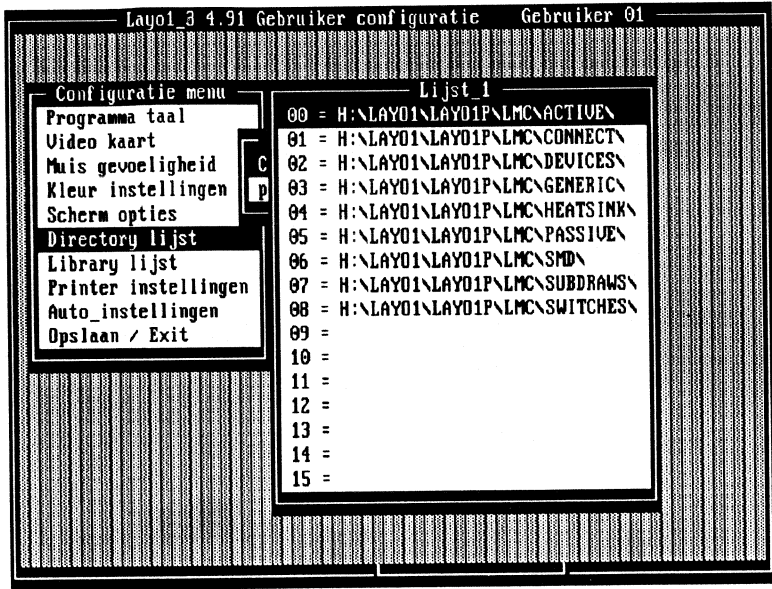 Layo1_3 4.91 Gebruiker configuratie Gebruiker 01
Configuratie menu
Programma taal
Video kaart
Muis gevoeligheid
Kleur instellingen
Scherm opties
Directory lijst
Library lijst
Printer instellingen
Auto_instellingen
Opslaan / Exit
C
p
Lijst_1
00 = H:\LAYO1\LAYO1P\LMC\ACTIVE\
01 = H:\LAYO1\LAYO1P\LMC\CONNECT\
02 = H:\LAYO1\LAYO1P\LMC\DEVICES\
03 = H:\LAYO1\LAYO1P\LMC\GENERIC\
04 = H:\LAYO1\LAYO1P\LMC\HEATSINK\
05 = H:\LAYO1\LAYO1P\LMC\PASSIVE\
06 = H:\LAYO1\LAYO1P\LMC\SMD\
07 = H:\LAYO1\LAYO1P\LMC\SUBDRAWS\
08 = H:\LAYO1\LAYO1P\LMC\SWITCHES\
09 =
10 =
11 =
12 =
13 =
14 =
15 =